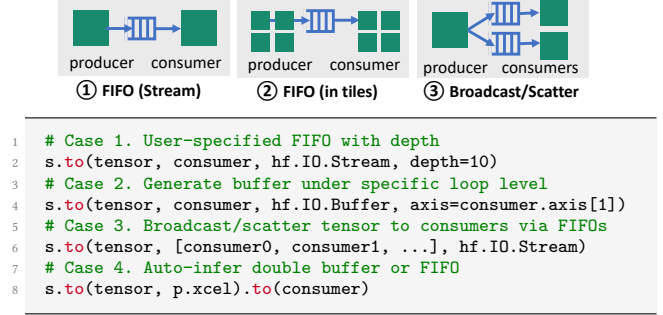 producer consumer producer consumer producer consumers
① FIFO (Stream) ② FIFO (in tiles) ③ Broadcast/Scatter
1 # Case 1. User-specified FIFO with depth
2 s.to(tensor, consumer, hf.IO.Stream, depth=10)
3 # Case 2. Generate buffer under specific loop level
4 s.to(tensor, consumer, hf.IO.Buffer, axis=consumer.axis[1])
5 # Case 3. Broadcast/scatter tensor to consumers via FIFOs
6 s.to(tensor, [consumer0, consumer1, ...], hf.IO.Stream)
7 # Case 4. Auto-infer double buffer or FIFO
8 s.to(tensor, p.xcel).to(consumer)